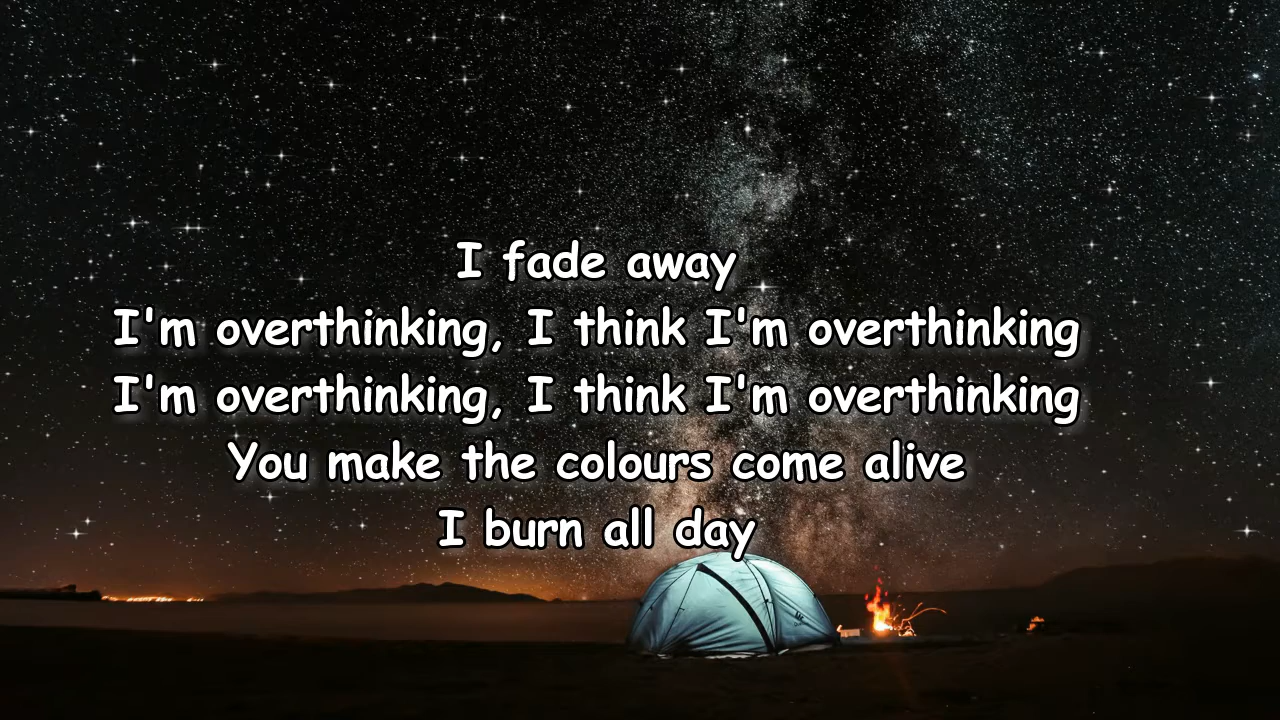 I fade away
I'm overthinking, I think I'm overthinking
I'm overthinking, I think I'm overthinking
You make the colours come alive
I burn all day